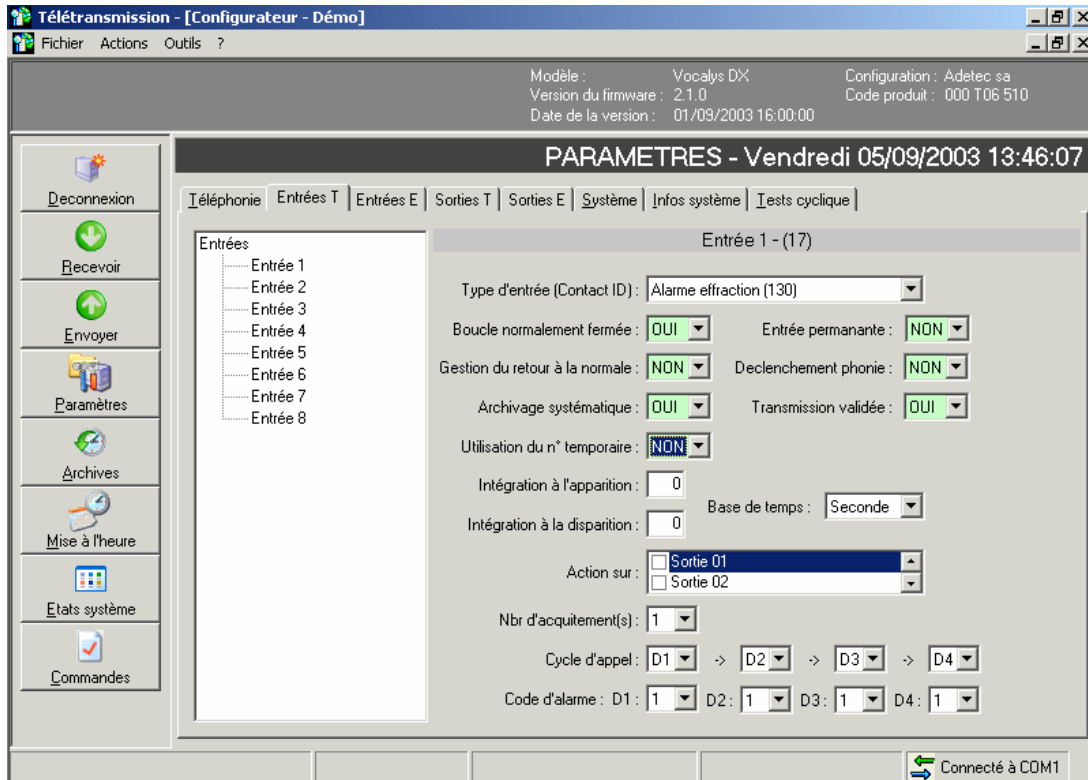 Télétransmission - [Configurateur - Démo]
Fichier Actions Outils ?
Modèle : Vocalys DX Configuration : Adetec sa
Version du firmware : 2.1.0 Code produit : 000 T06 510
Date de la version : 01/09/2003 16:00:00
PARAMETRES - Vendredi 05/09/2003 13:46:07
Deconnexion
Recevoir
Envoyer
Paramètres
Archives
Mise à l'heure
Etats système
Commandes
Téléphonie Entrées T Entrées E Sorties T Sorties E Système Infos système Tests cyclique
Entrées
Entrée 1
Entrée 2
Entrée 3
Entrée 4
Entrée 5
Entrée 6
Entrée 7
Entrée 8
Entrée 1 - (17)
Type d'entrée (Contact ID) : Alarme effraction (130)
Boucle normalement fermée : OUI Entrée permanante : NON
Gestion du retour à la normale : NON Declenchement phonie : NON
Archivage systématique : OUI Transmission validée : OUI
Utilisation du n° temporaire : NON
Intégration à l'apparition : 0
Base de temps : Seconde
Intégration à la disparition : 0
Action sur : Sortie 01
Sortie 02
Nbr d'acquitement(s) : 1
Cycle d'appel : D1 -> D2 -> D3 -> D4
Code d'alarme : D1 : 1 D2 : 1 D3 : 1 D4 : 1
Connecté à COM1